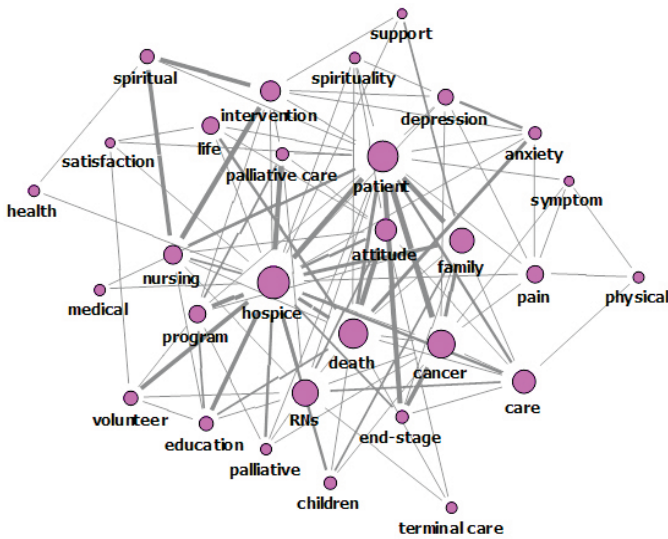 support
spiritual
spirituality
intervention
depression
life
anxiety
satisfaction
palliative care
patient
symptom
health
attitude
family
nursing
pain
physical
medical
hospice
program
death
cancer
care
volunteer
RNs
education
end-stage
palliative
children
terminal care